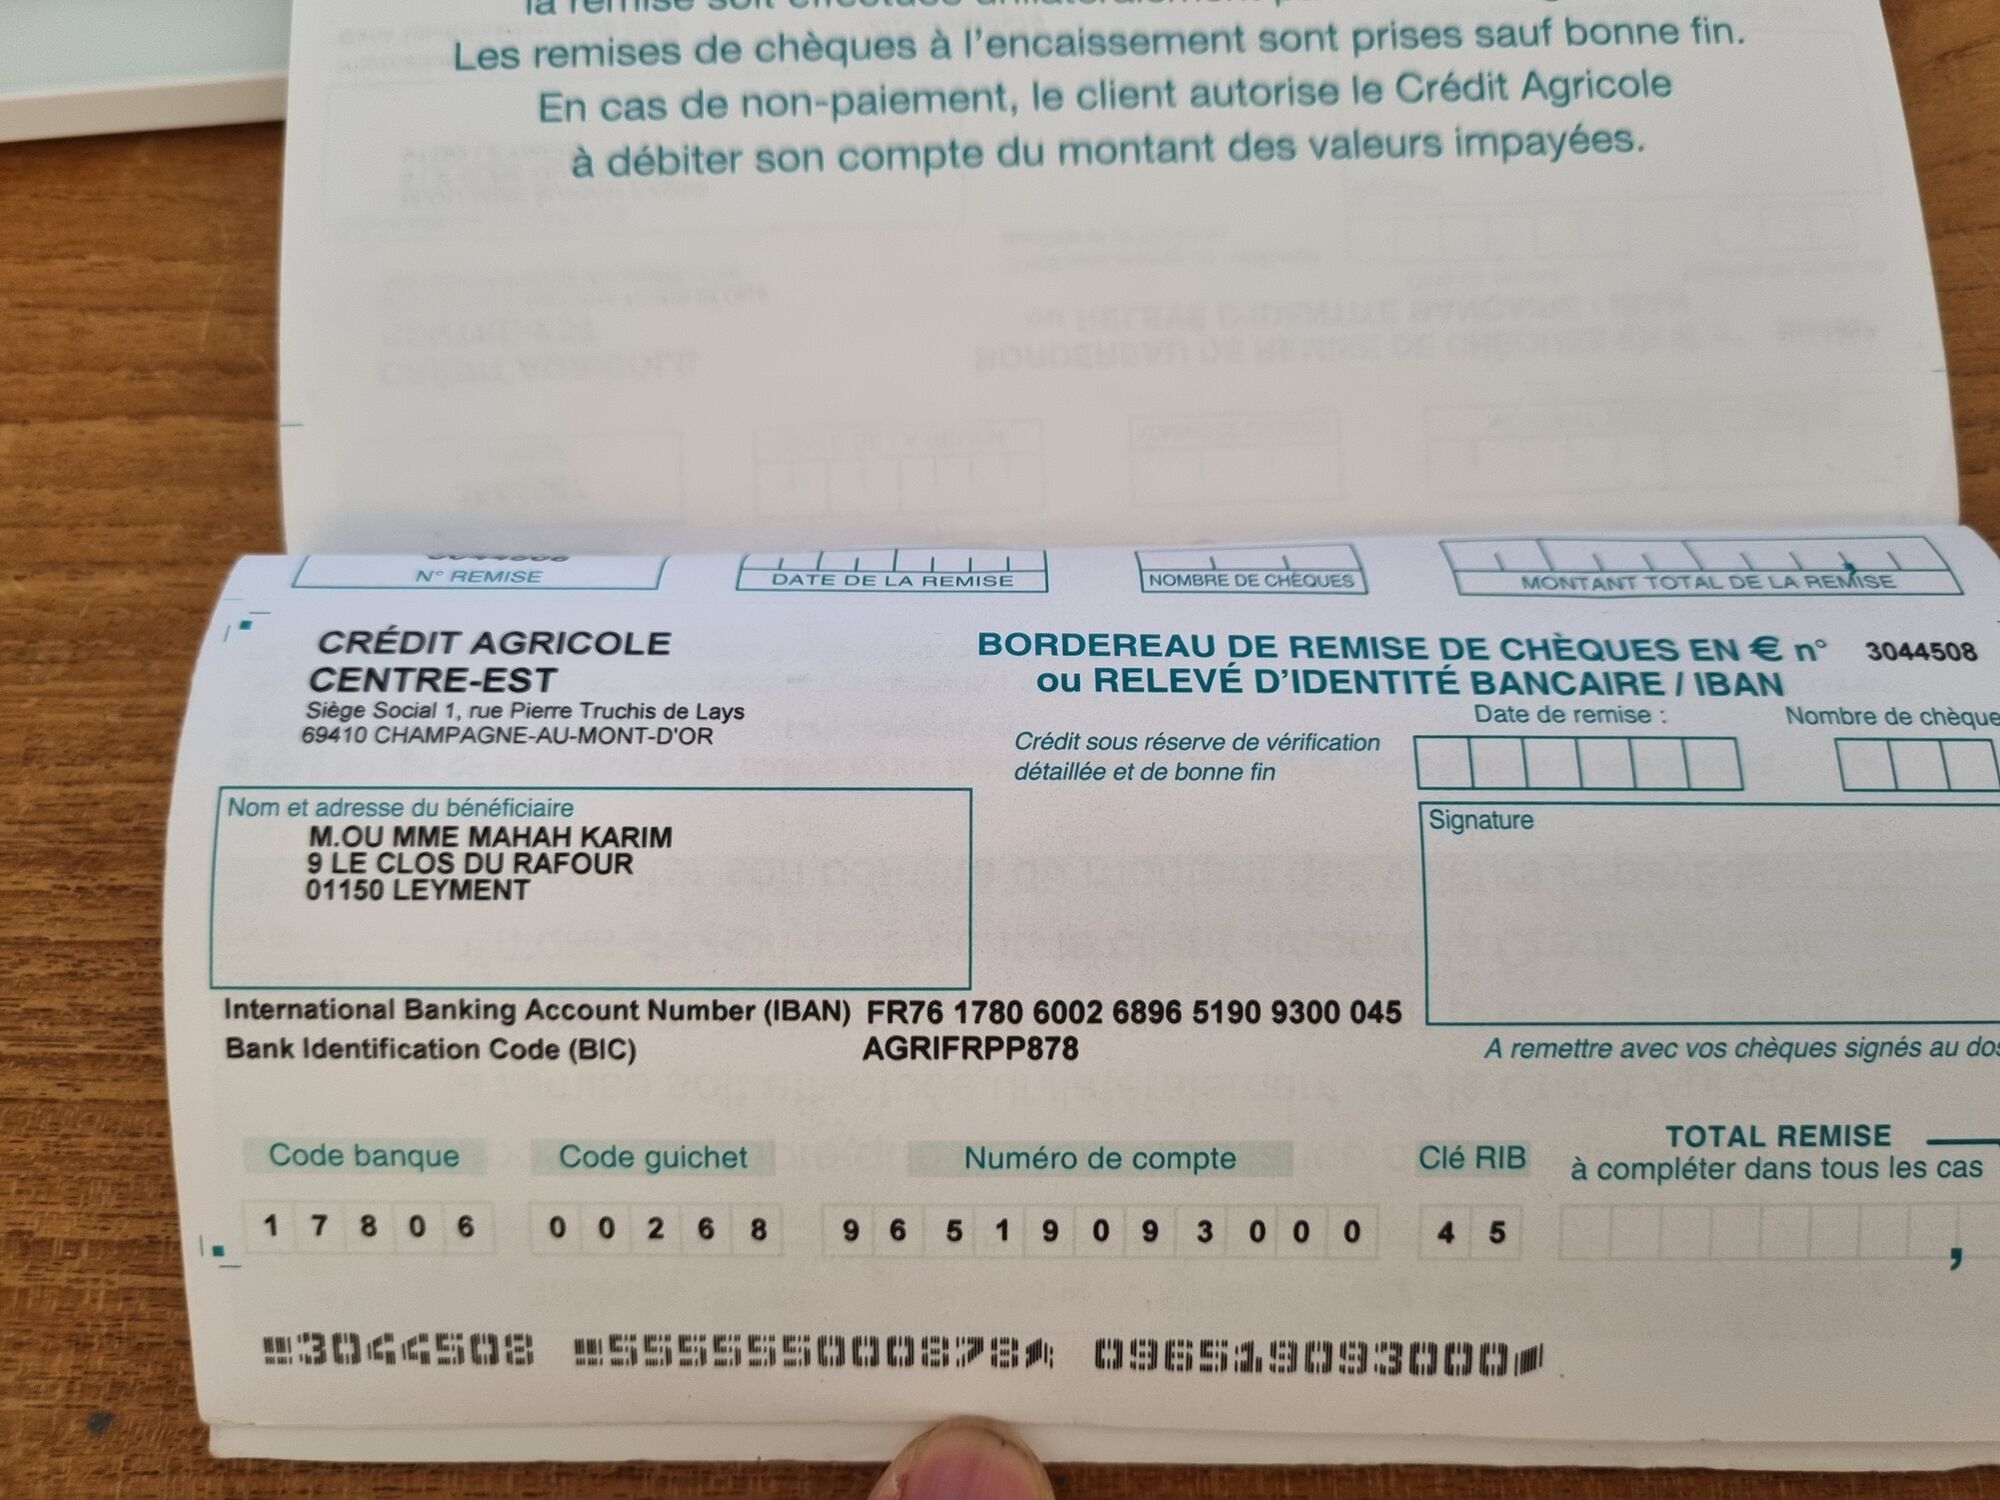 Les remises de chèques à l'encaissement sont prises sauf bonne fin.
En cas de non-paiement, le client autorise le Crédit Agricole
à débiter son compte du montant des valeurs impayées.
N° REMISE
DATE DE LA REMISE
NOMBRE DE CHÈQUES
MONTANT TOTAL DE LA REMISE
CRÉDIT AGRICOLE
CENTRE-EST
Siège Social 1, rue Pierre Truchis de Lays
69410 CHAMPAGNE-AU-MONT-D'OR
BORDEREAU DE REMISE DE CHÈQUES EN € n° 3044508
ou RELEVÉ D'IDENTITÉ BANCAIRE / IBAN
Crédit sous réserve de vérification
détaillée et de bonne fin
Date de remise :
Nombre de chèque
Nom et adresse du bénéficiaire
M.OU MME MAHAH KARIM
9 LE CLOS DU RAFOUR
01150 LEYMENT
Signature
International Banking Account Number (IBAN) FR76 1780 6002 6896 5190 9300 045
Bank Identification Code (BIC) AGRIFRPP878
A remettre avec vos chèques signés au dos
Code banque Code guichet Numéro de compte Clé RIB
TOTAL REMISE
à compléter dans tous les cas
1 7 8 0 6 0 0 2 6 8 9 6 5 1 9 0 9 3 0 0 0 4 5 ,
3044508 555555000878 096519093000